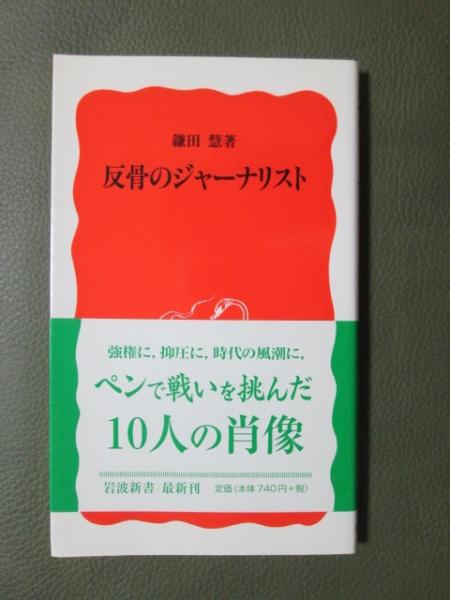 鎌田 慧著
反骨のジャーナリスト
強権に，抑圧に，時代の風潮に，
ペンで戦いを挑んだ
10人の肖像
岩波新書/最新刊 定価(本体740円+税)